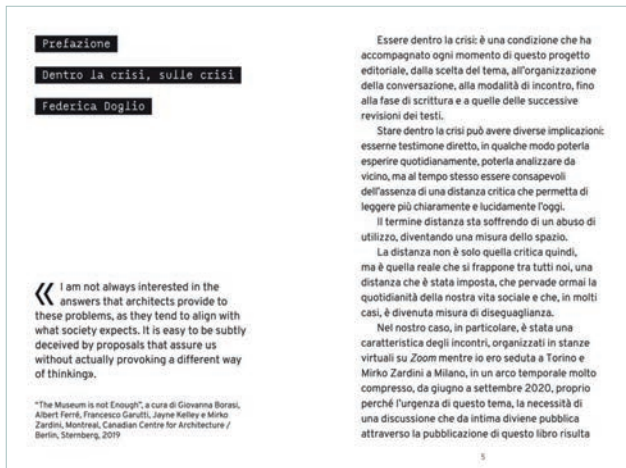 Prefazione
Dentro la crisi, sulle crisi
Federica Doglio
« I am not always interested in the
answers that architects provide to
these problems, as they tend to align with
what society expects. It is easy to be subtly
deceived by proposals that assure us
without actually provoking a different way
of thinking».
"The Museum is not Enough", a cura di Giovanna Borasi,
Albert Ferré, Francesco Garutti, Jayne Kelley e Mirko
Zardini, Montreal, Canadian Centre for Architecture /
Berlin, Sternberg, 2019
Essere dentro la crisi: è una condizione che ha
accompagnato ogni momento di questo progetto
editoriale, dalla scelta del tema, all'organizzazione
della conversazione, alla modalità di incontro, fino
alla fase di scrittura e a quelle delle successive
revisioni dei testi.
Stare dentro la crisi può avere diverse implicazioni:
esserne testimone diretto, in qualche modo poterla
esperire quotidianamente, poterla analizzare da
vicino, ma al tempo stesso essere consapevoli
dell'assenza di una distanza critica che permetta di
leggere più chiaramente e lucidamente l'oggi.
Il termine distanza sta soffrendo di un abuso di
utilizzo, diventando una misura dello spazio.
La distanza non è solo quella critica quindi,
ma è quella reale che si frappone tra tutti noi, una
distanza che è stata imposta, che pervade ormai la
quotidianità della nostra vita sociale e che, in molti
casi, è divenuta misura di diseguaglianza.
Nel nostro caso, in particolare, è stata una
caratteristica degli incontri, organizzati in stanze
virtuali su Zoom mentre io ero seduta a Torino e
Mirko Zardini a Milano, in un arco temporale molto
compresso, da giugno a settembre 2020, proprio
perché l'urgenza di questo tema, la necessità di
una discussione che da intima diviene pubblica
attraverso la pubblicazione di questo libro risulta
5